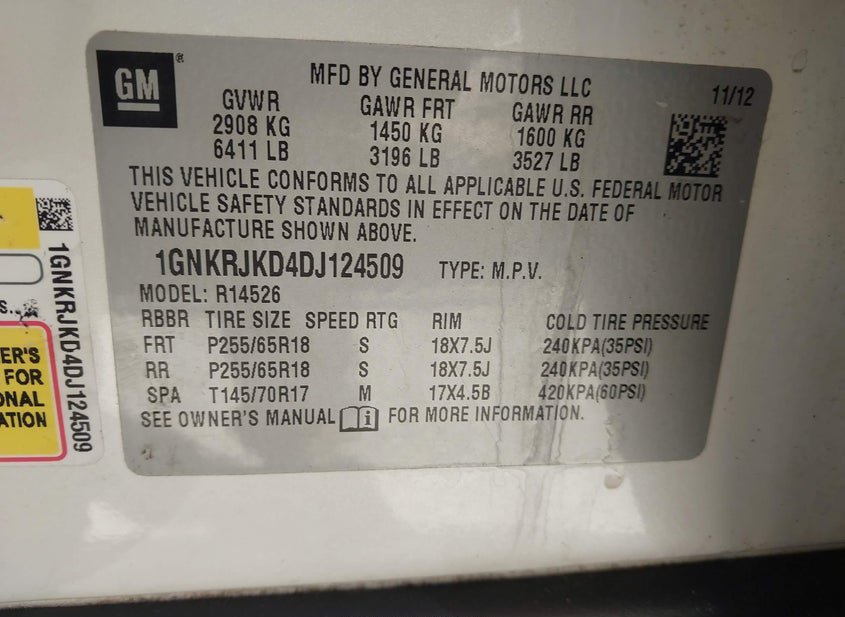 GM ®
MFD BY GENERAL MOTORS LLC
11/12
GVWR GAWR FRT GAWR RR
2908 KG 1450 KG 1600 KG
6411 LB 3196 LB 3527 LB
THIS VEHICLE CONFORMS TO ALL APPLICABLE U.S. FEDERAL MOTOR
VEHICLE SAFETY STANDARDS IN EFFECT ON THE DATE OF
MANUFACTURE SHOWN ABOVE.
1GNKRJKD4DJ124509 TYPE: M.P.V.
MODEL: R14526
RBBR TIRE SIZE SPEED RTG RIM COLD TIRE PRESSURE
FRT P255/65R18 S 18X7.5J 240KPA(35PSI)
RR P255/65R18 S 18X7.5J 240KPA(35PSI)
SPA T145/70R17 M 17X4.5B 420KPA(60PSI)
SEE OWNER'S MANUAL FOR MORE INFORMATION.
1GNKRJKD4DJ124509
ER'S
FOR
ONAL
ATION